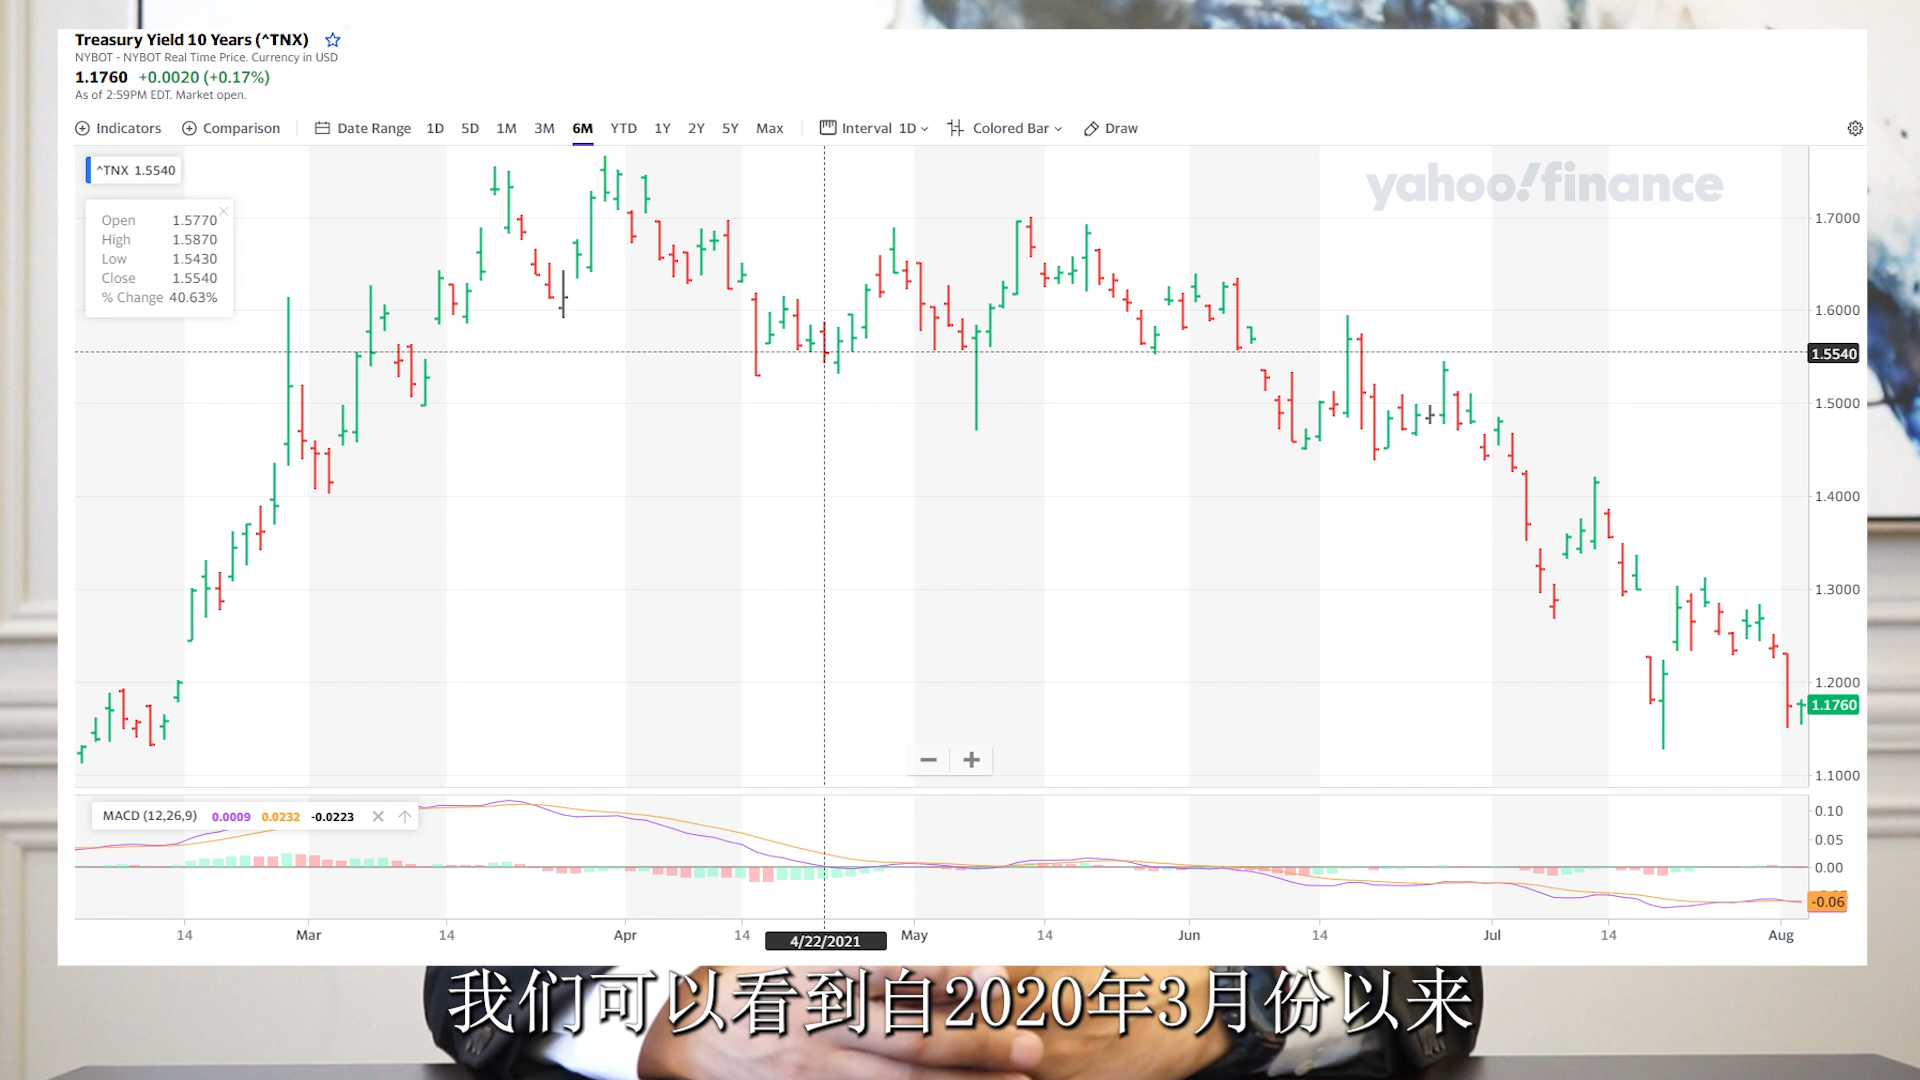 Treasury Yield 10 Years (^TNX)
NYBOT - NYBOT Real Time Price. Currency in USD
1.1760 +0.0020 (+0.17%)
As of 2:59PM EDT. Market open.
Indicators Comparison Date Range 1D 5D 1M 3M 6M YTD 1Y 2Y 5Y Max Interval 1D Colored Bar Draw
^TNX 1.5540
yahoo!finance
Open 1.5770
High 1.5870
Low 1.5430
Close 1.5540
% Change 40.63%
1.7000
1.6000
1.5540
1.5000
1.4000
1.3000
1.2000
1.1760
1.1000
MACD (12,26,9) 0.0009 0.0232 -0.0223
0.10
0.05
0.00
-0.06
14 Mar 14 Apr 14 4/22/2021 May 14 Jun 14 Jul 14 Aug
我们可以看到自2020年3月份以来